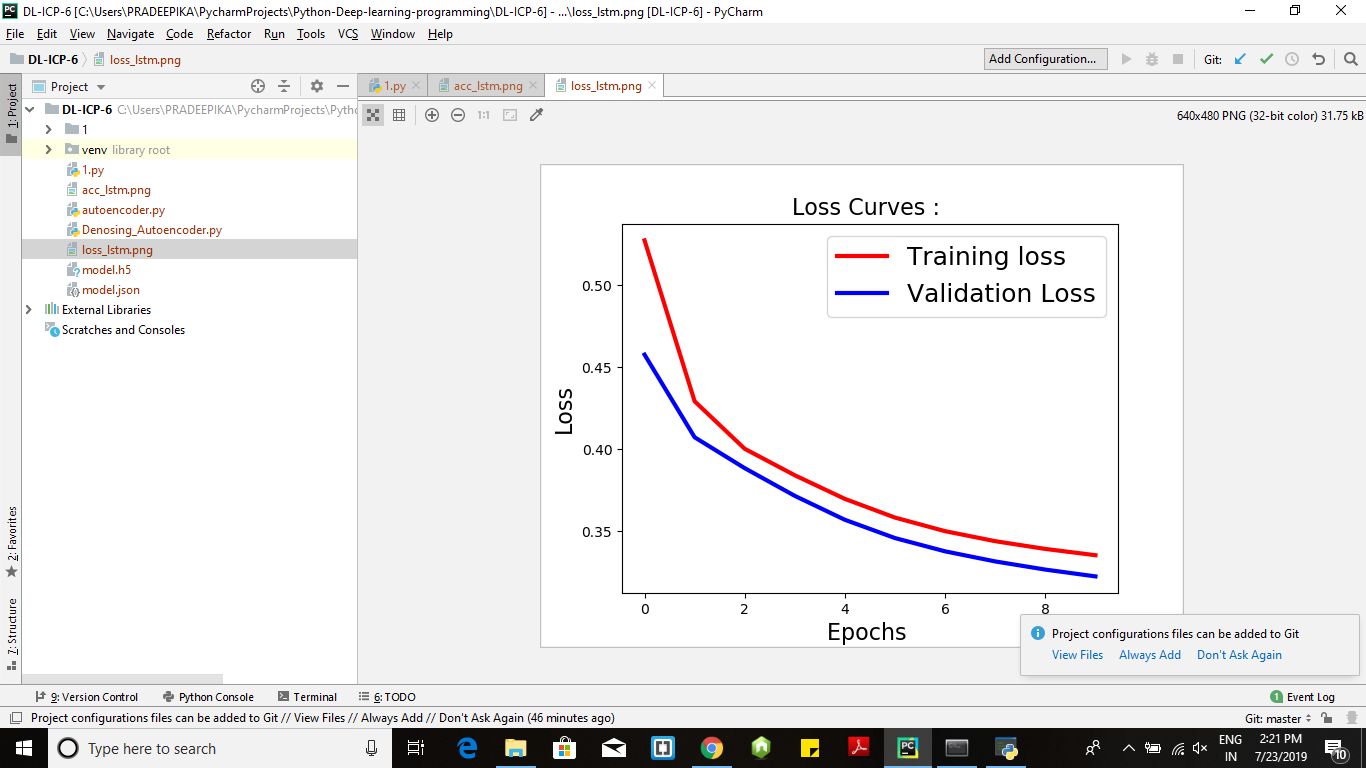 DL-ICP-6 [C:\Users\PRADEEPIKA\PycharmProjects\Python-Deep-learning-programming\DL-ICP-6] - ...\loss_lstm.png [DL-ICP-6] - PyCharm
File Edit View Navigate Code Refactor Run Tools VCS Window Help
DL-ICP-6 loss_lstm.png Add Configuration... Git:
1: Project
Project
1.py acc_lstm.png loss_lstm.png
DL-ICP-6 C:\Users\PRADEEPIKA\PycharmProjects\Pytho
1:1
640x480 PNG (32-bit color) 31.75 kB
1
venv library root
1.py
acc_lstm.png
autoencoder.py
Denosing_Autoencoder.py
loss_lstm.png
model.h5
model.json
External Libraries
Scratches and Consoles
Loss Curves :
Training loss
Validation Loss
0.50
0.45
0.40
0.35
Loss
0 2 4 6 8
Epochs
2: Favorites
7: Structure
Project configurations files can be added to Git
View Files Always Add Don't Ask Again
9: Version Control Python Console Terminal 6: TODO 1 Event Log
Project configurations files can be added to Git // View Files // Always Add // Don't Ask Again (46 minutes ago) Git: master
Type here to search
ENG
IN
2:21 PM
7/23/2019
10